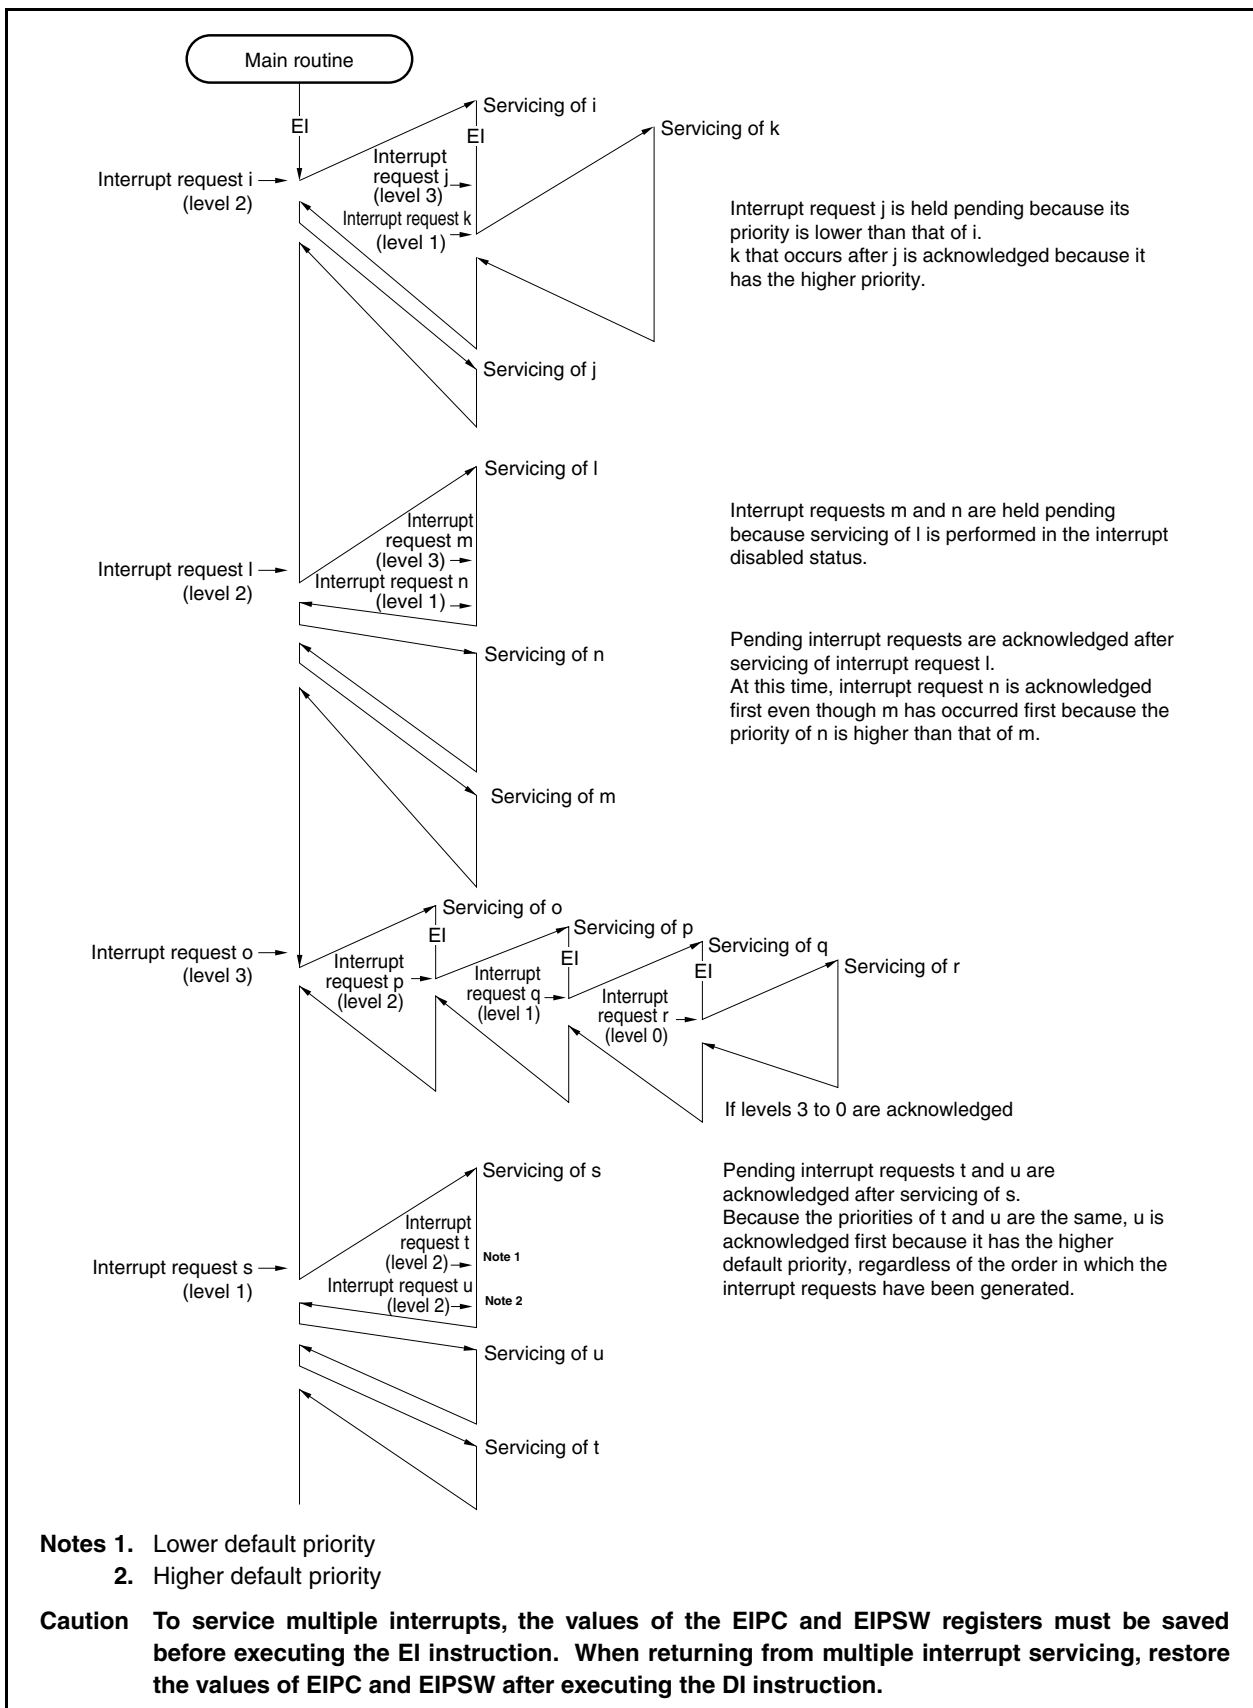 Main routine
EI
Servicing of i
EI
Servicing of k
Interrupt request i
(level 2)
Interrupt
request j
(level 3)
Interrupt request k
(level 1)
Interrupt request j is held pending because its
priority is lower than that of i.
k that occurs after j is acknowledged because it
has the higher priority.
Servicing of j
Servicing of l
Interrupt request l
(level 2)
Interrupt
request m
(level 3)
Interrupt request n
(level 1)
Interrupt requests m and n are held pending
because servicing of l is performed in the interrupt
disabled status.
Servicing of n
Pending interrupt requests are acknowledged after
servicing of interrupt request l.
At this time, interrupt request n is acknowledged
first even though m has occurred first because the
priority of n is higher than that of m.
Servicing of m
Servicing of o
EI
Servicing of p
EI
Servicing of q
EI
Servicing of r
Interrupt request o
(level 3)
Interrupt
request p
(level 2)
Interrupt
request q
(level 1)
Interrupt
request r
(level 0)
If levels 3 to 0 are acknowledged
Servicing of s
Interrupt request s
(level 1)
Interrupt
request t
(level 2)
Note 1
Interrupt request u
(level 2)
Note 2
Pending interrupt requests t and u are
acknowledged after servicing of s.
Because the priorities of t and u are the same, u is
acknowledged first because it has the higher
default priority, regardless of the order in which the
interrupt requests have been generated.
Servicing of u
Servicing of t
Notes 1. Lower default priority
2. Higher default priority
Caution To service multiple interrupts, the values of the EIPC and EIPSW registers must be saved
before executing the EI instruction. When returning from multiple interrupt servicing, restore
the values of EIPC and EIPSW after executing the DI instruction.